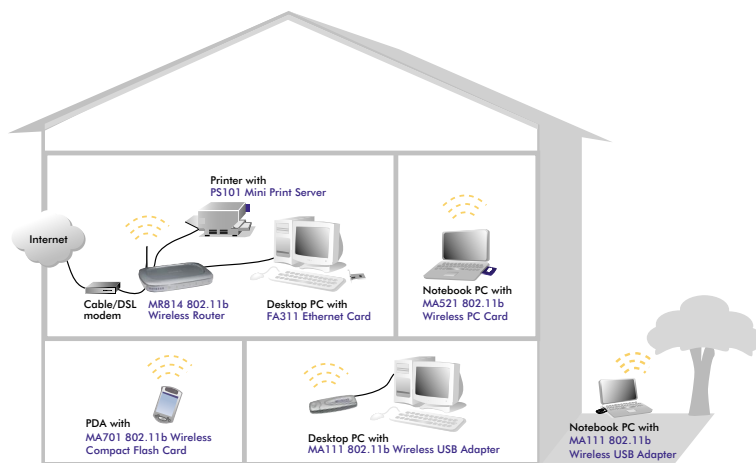 Printer with
PS101 Mini Print Server
Internet
Cable/DSL
modem
MR814 802.11b
Wireless Router
Desktop PC with
FA311 Ethernet Card
Notebook PC with
MA521 802.11b
Wireless PC Card
PDA with
MA701 802.11b Wireless
Compact Flash Card
Desktop PC with
MA111 802.11b Wireless USB Adapter
Notebook PC with
MA111 802.11b
Wireless USB Adapter